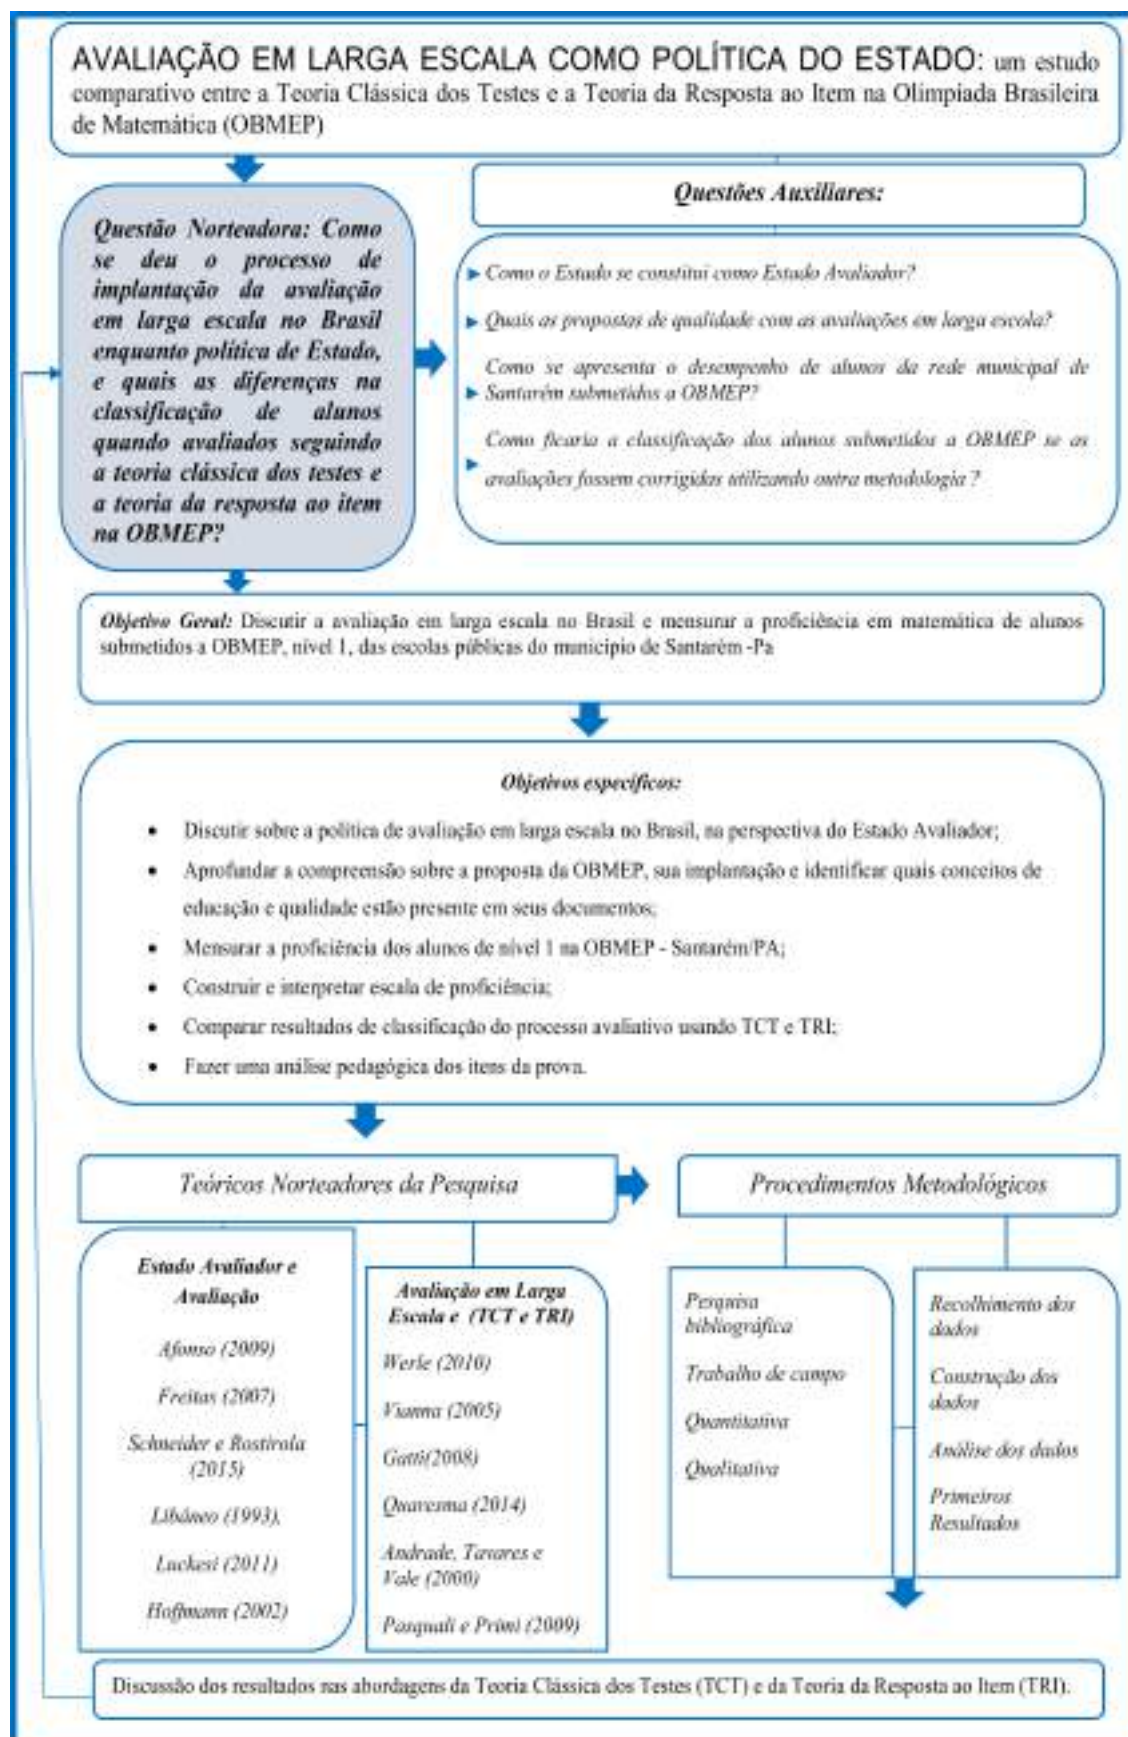 AVALIAÇÃO EM LARGA ESCALA COMO POLÍTICA DO ESTADO: um estudo
comparativo entre a Teoria Clássica dos Testes e a Teoria da Resposta ao Item na Olimpíada Brasileira
de Matemática (OBMEP)
Questão Norteadora: Como
se deu o processo de
implantação da avaliação
em larga escala no Brasil
enquanto política de Estado,
e quais as diferenças na
classificação de alunos
quando avaliados seguindo
a teoria clássica dos testes e
a teoria da resposta ao item
na OBMEP?
Questões Auxiliares:
Como o Estado se constitui como Estado Avaliador?
Quais as propostas de qualidade com as avaliações em larga escola?
Como se apresenta o desempenho de alunos da rede municipal de
Santarém submetidos a OBMEP?
Como ficaria a classificação dos alunos submetidos a OBMEP se as
avaliações fossem corrigidas utilizando outra metodologia ?
Objetivo Geral: Discutir a avaliação em larga escala no Brasil e mensurar a proficiência em matemática de alunos
submetidos a OBMEP, nível 1, das escolas públicas do município de Santarém -Pa
Objetivos específicos:
• Discutir sobre a política de avaliação em larga escala no Brasil, na perspectiva do Estado Avaliador;
• Aprofundar a compreensão sobre a proposta da OBMEP, sua implantação e identificar quais conceitos de
educação e qualidade estão presente em seus documentos;
• Mensurar a proficiência dos alunos de nível 1 na OBMEP - Santarém/PA;
• Construir e interpretar escala de proficiência;
• Comparar resultados de classificação do processo avaliativo usando TCT e TRI;
• Fazer uma análise pedagógica dos itens da prova.
Teóricos Norteadores da Pesquisa
Estado Avaliador e
Avaliação
Afonso (2009)
Freitas (2007)
Schneider e Rostirola
(2015)
Libâneo (1993),
Luckesi (2011)
Hoffmann (2002)
Avaliação em Larga
Escala e (TCT e TRI)
Werle (2010)
Vianna (2005)
Gatti(2008)
Quaresma (2014)
Andrade, Tavares e
Vale (2000)
Pasquali e Primi (2009)
Procedimentos Metodológicos
Pesquisa
bibliográfica
Trabalho de campo
Quantitativa
Qualitativa
Recolhimento dos
dados
Construção dos
dados
Análise dos dados
Primeiros
Resultados
Discussão dos resultados nas abordagens da Teoria Clássica dos Testes (TCT) e da Teoria da Resposta ao Item (TRI).